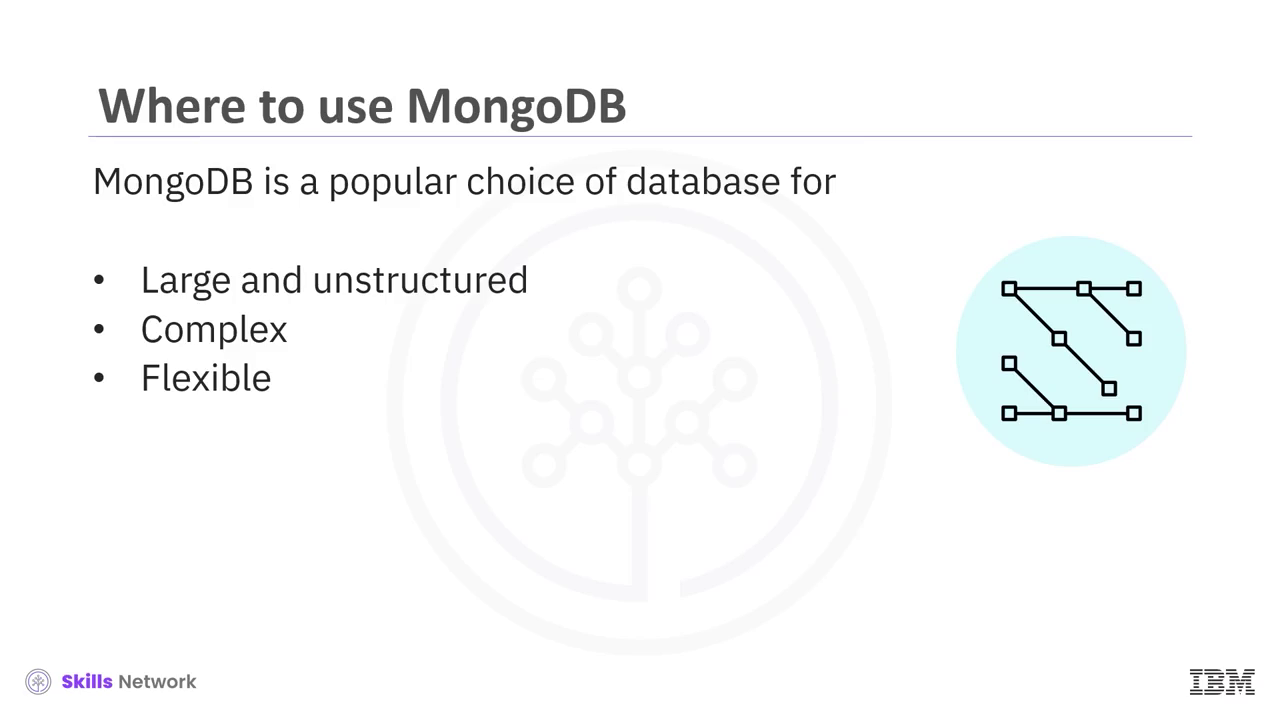 Where to use MongoDB
MongoDB is a popular choice of database for
• Large and unstructured
• Complex
• Flexible
Skills Network
IBM